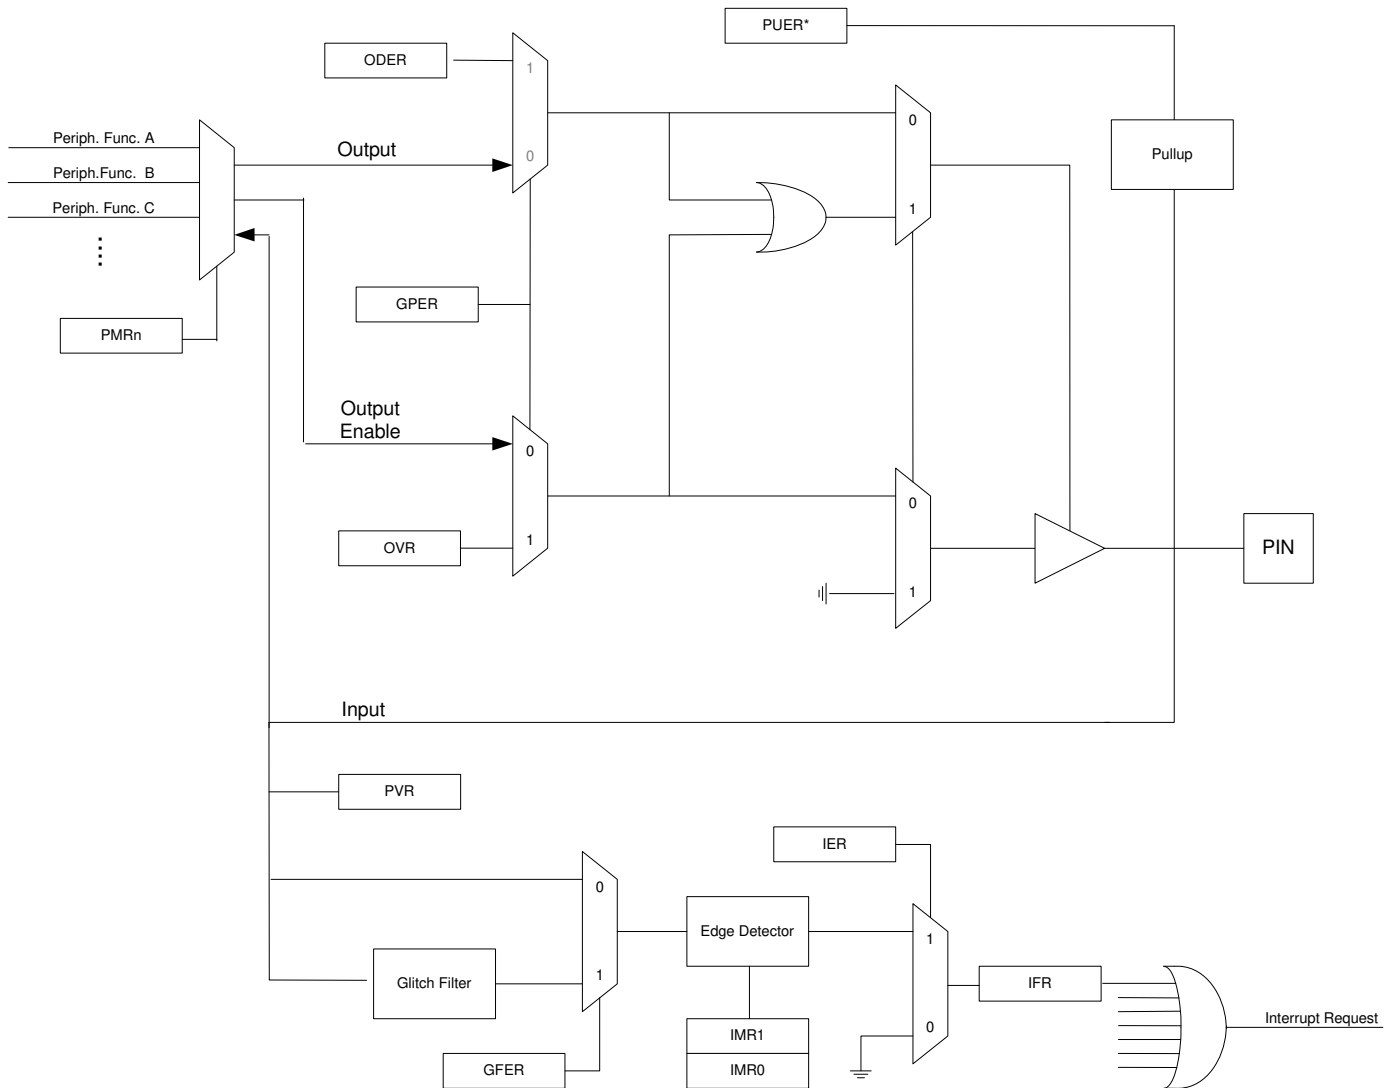 PUER*
ODER
1
0
Periph. Func. A
Output
0
Pullup
Periph.Func. B
Periph. Func. C
1
GPER
PMRn
Output
Enable
0
0
OVR
1
PIN
1
Input
PVR
IER
0
Edge Detector
1
Glitch Filter
1
IFR
IMR1
0
Interrupt Request
GFER
IMR0